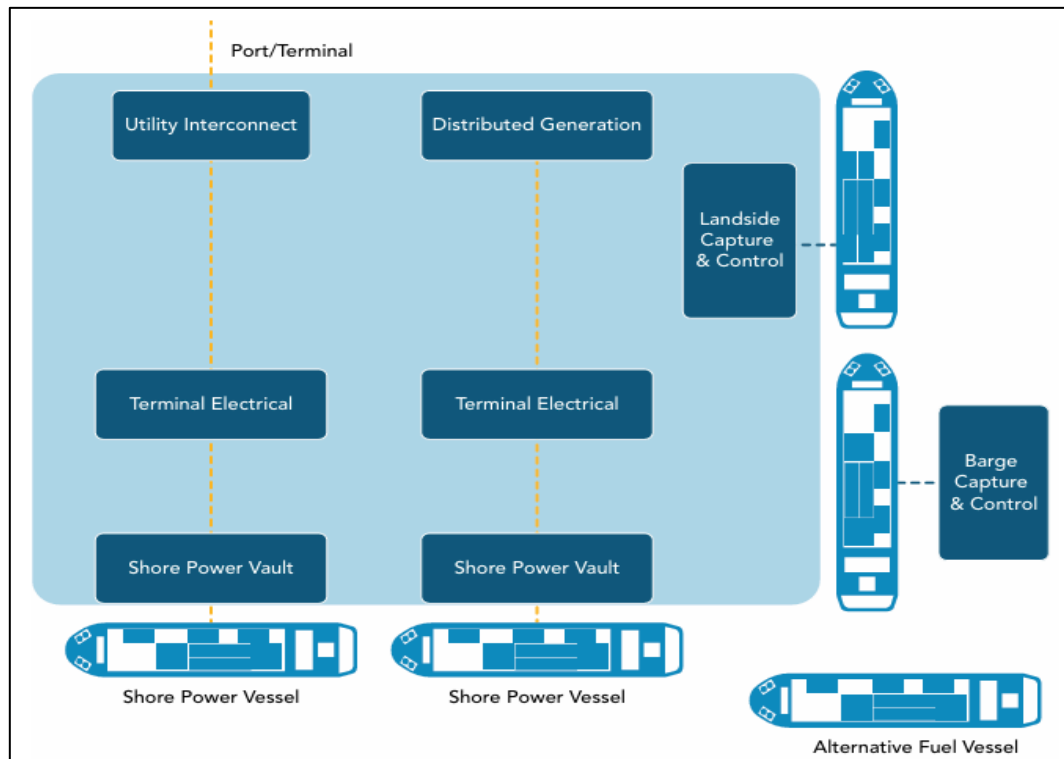 Port/Terminal
Utility Interconnect
Distributed Generation
Landside
Capture
& Control
Terminal Electrical
Terminal Electrical
Barge
Capture
& Control
Shore Power Vault
Shore Power Vault
Shore Power Vessel
Shore Power Vessel
Alternative Fuel Vessel